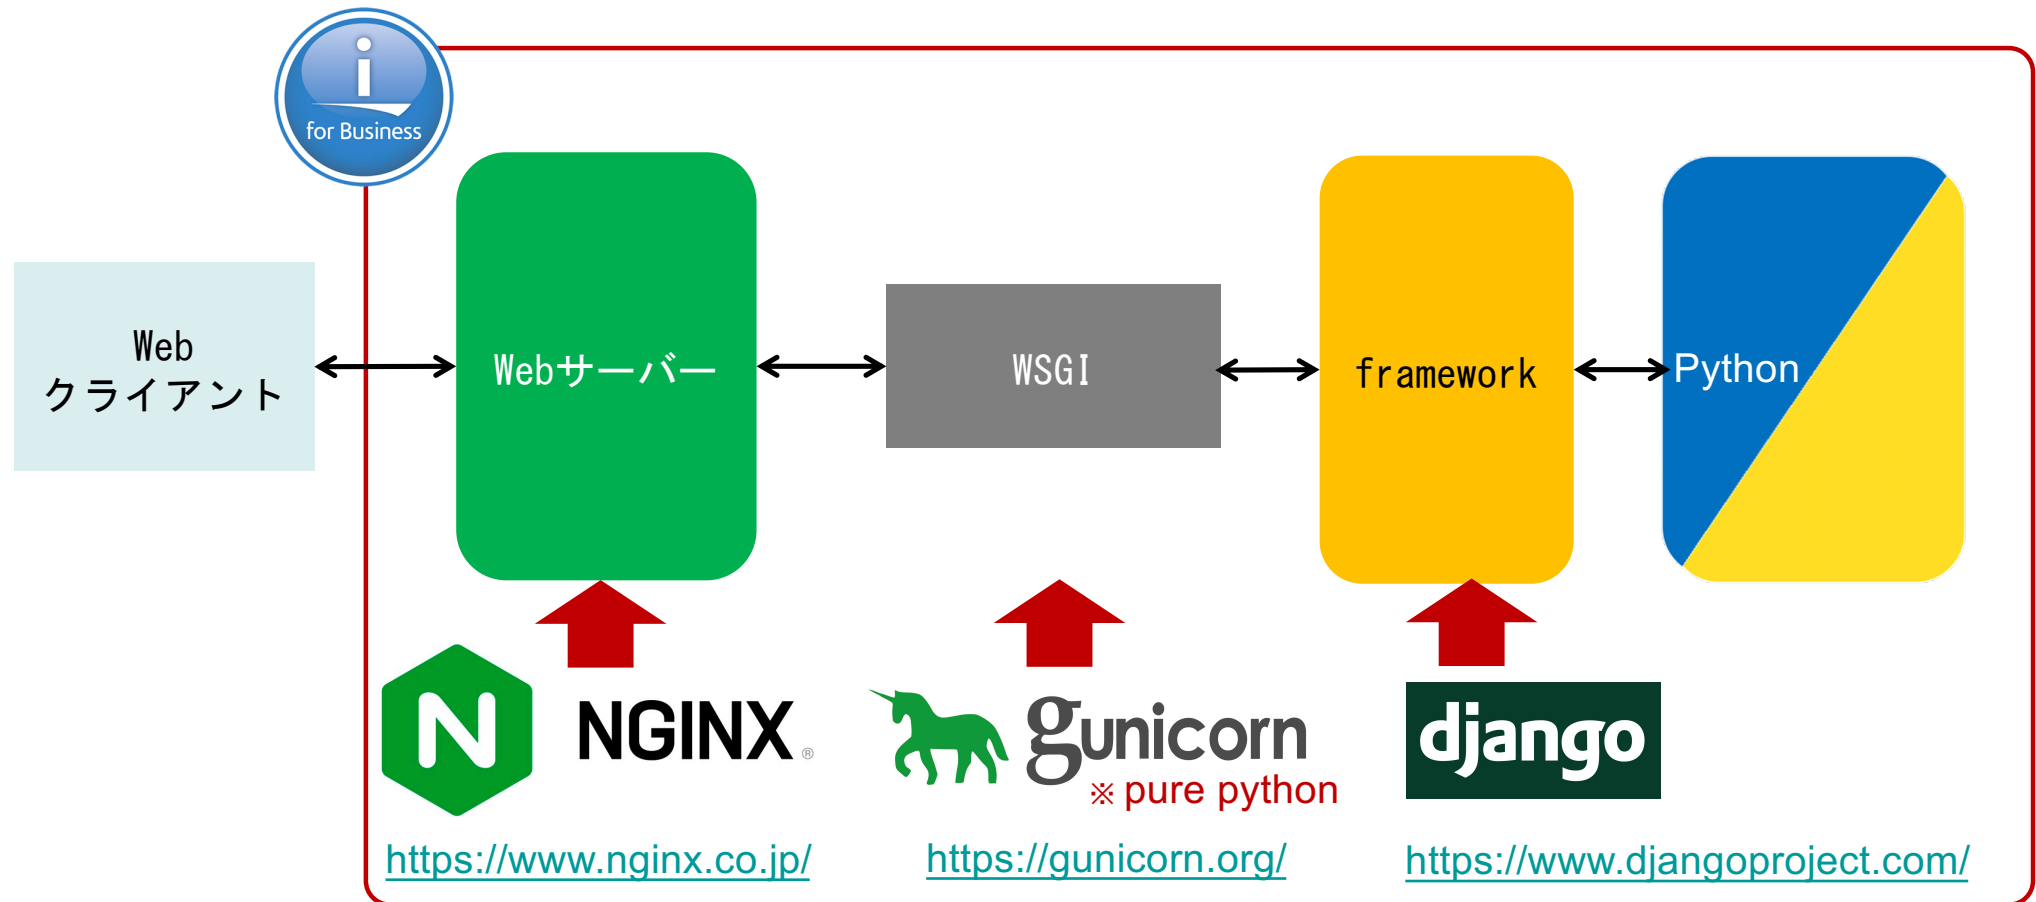 i
for Business
Web
クライアント
Webサーバー
WSGI
framework
Python
N
NGINX®
gunicorn
※ pure python
django
https://www.nginx.co.jp/
https://gunicorn.org/
https://www.djangoproject.com/